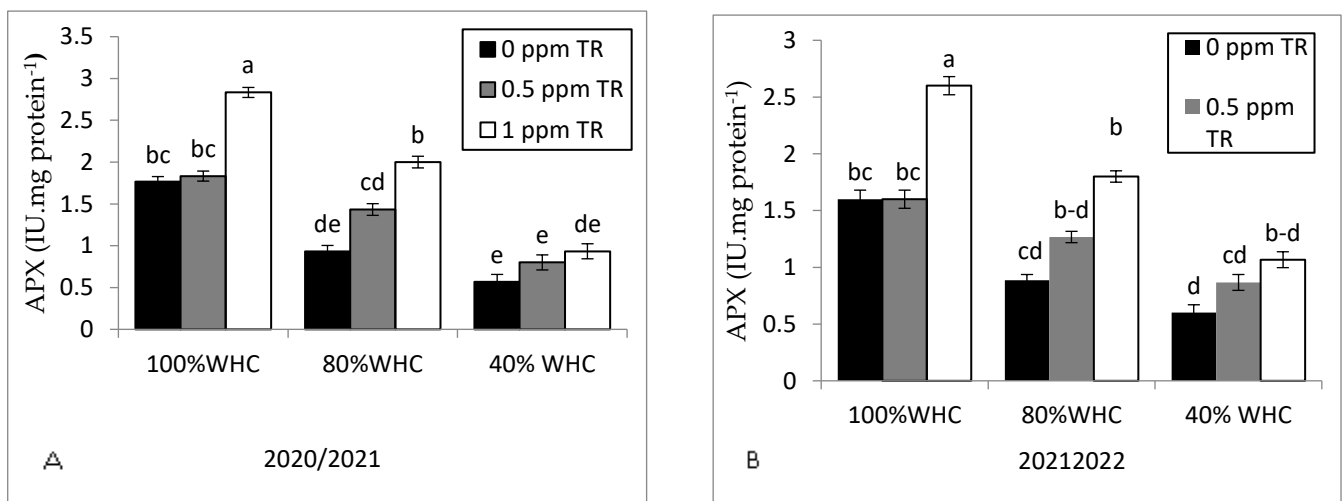 APX (IU.mg protein⁻¹)
3.5
3
2.5
2
1.5
1
0.5
0
0 ppm TR
0.5 ppm TR
1 ppm TR
bc bc a
de cd b
e e de
100%WHC 80%WHC 40% WHC
A 2020/2021
APX (IU.mg protein⁻¹)
3
2.5
2
1.5
1
0.5
0
0 ppm TR
0.5 ppm
TR
bc bc a
cd b-d b
d cd b-d
100%WHC 80%WHC 40% WHC
B 20212022